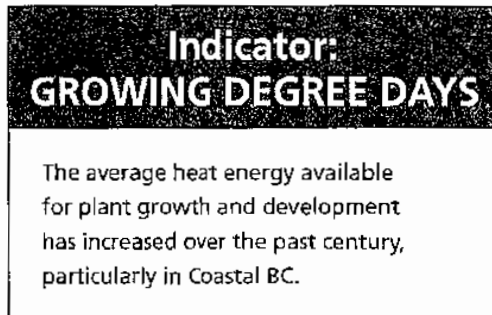 Indicator:
GROWING DEGREE DAYS
The average heat energy available
for plant growth and development
has increased over the past century,
particularly in Coastal BC.